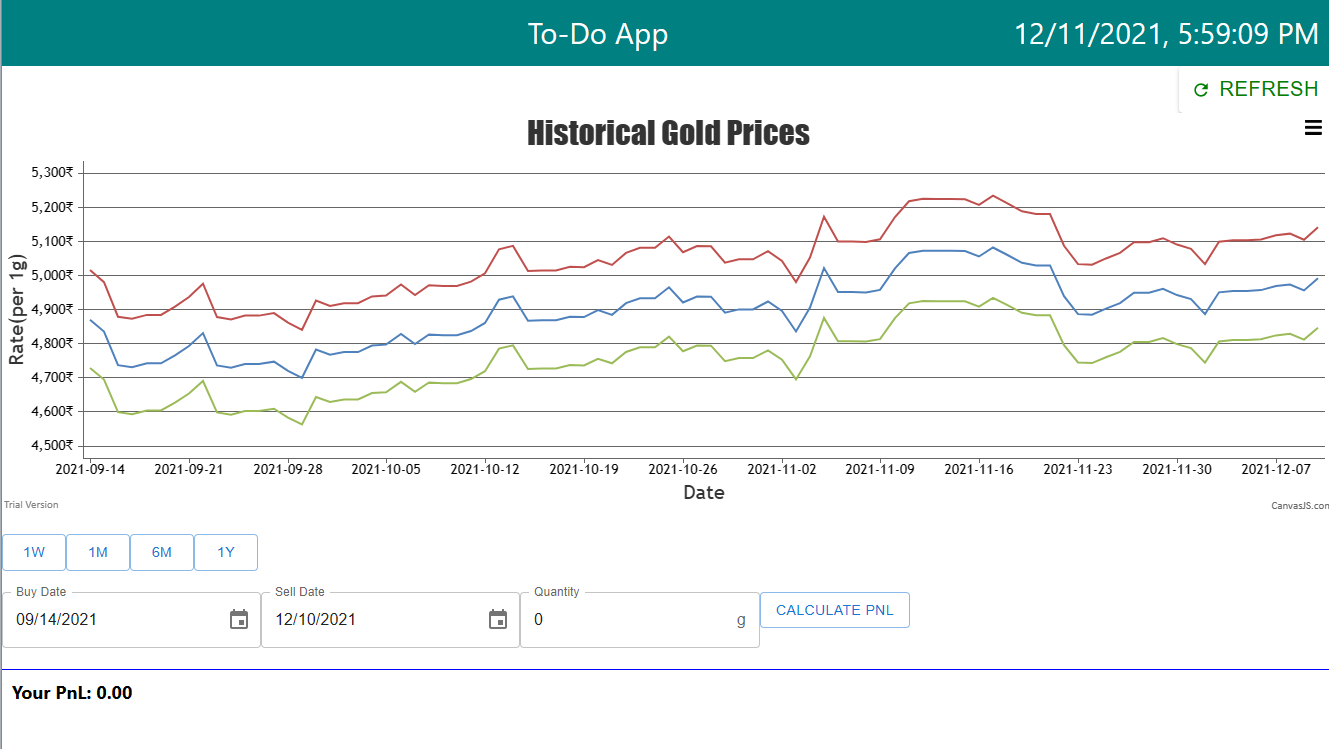 To-Do App
12/11/2021, 5:59:09 PM
REFRESH
Historical Gold Prices
5,300₹
5,200₹
5,100₹
5,000₹
4,900₹
4,800₹
4,700₹
4,600₹
4,500₹
Rate(per 1g)
2021-09-14 2021-09-21 2021-09-28 2021-10-05 2021-10-12 2021-10-19 2021-10-26 2021-11-02 2021-11-09 2021-11-16 2021-11-23 2021-11-30 2021-12-07
Date
Trial Version
CanvasJS.com
1W 1M 6M 1Y
Buy Date Sell Date Quantity
09/14/2021 12/10/2021 0 g
CALCULATE PNL
Your PnL: 0.00